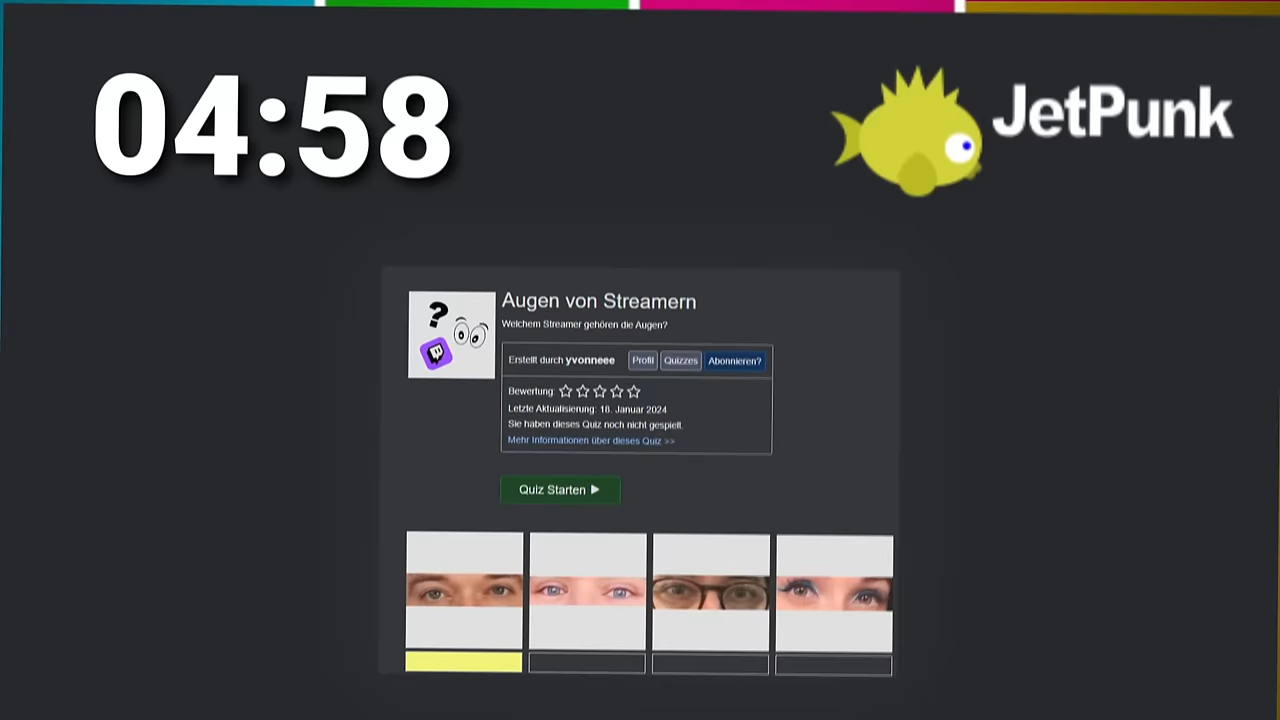 04:58
JetPunk
?
Augen von Streamern
Welchem Streamer gehören die Augen?
Erstellt durch yvonneee Profil Quizzes Abonnieren?
Bewertung:
Letzte Aktualisierung: 18. Januar 2024
Sie haben dieses Quiz noch nicht gespielt.
Mehr Informationen über dieses Quiz >>
Quiz Starten